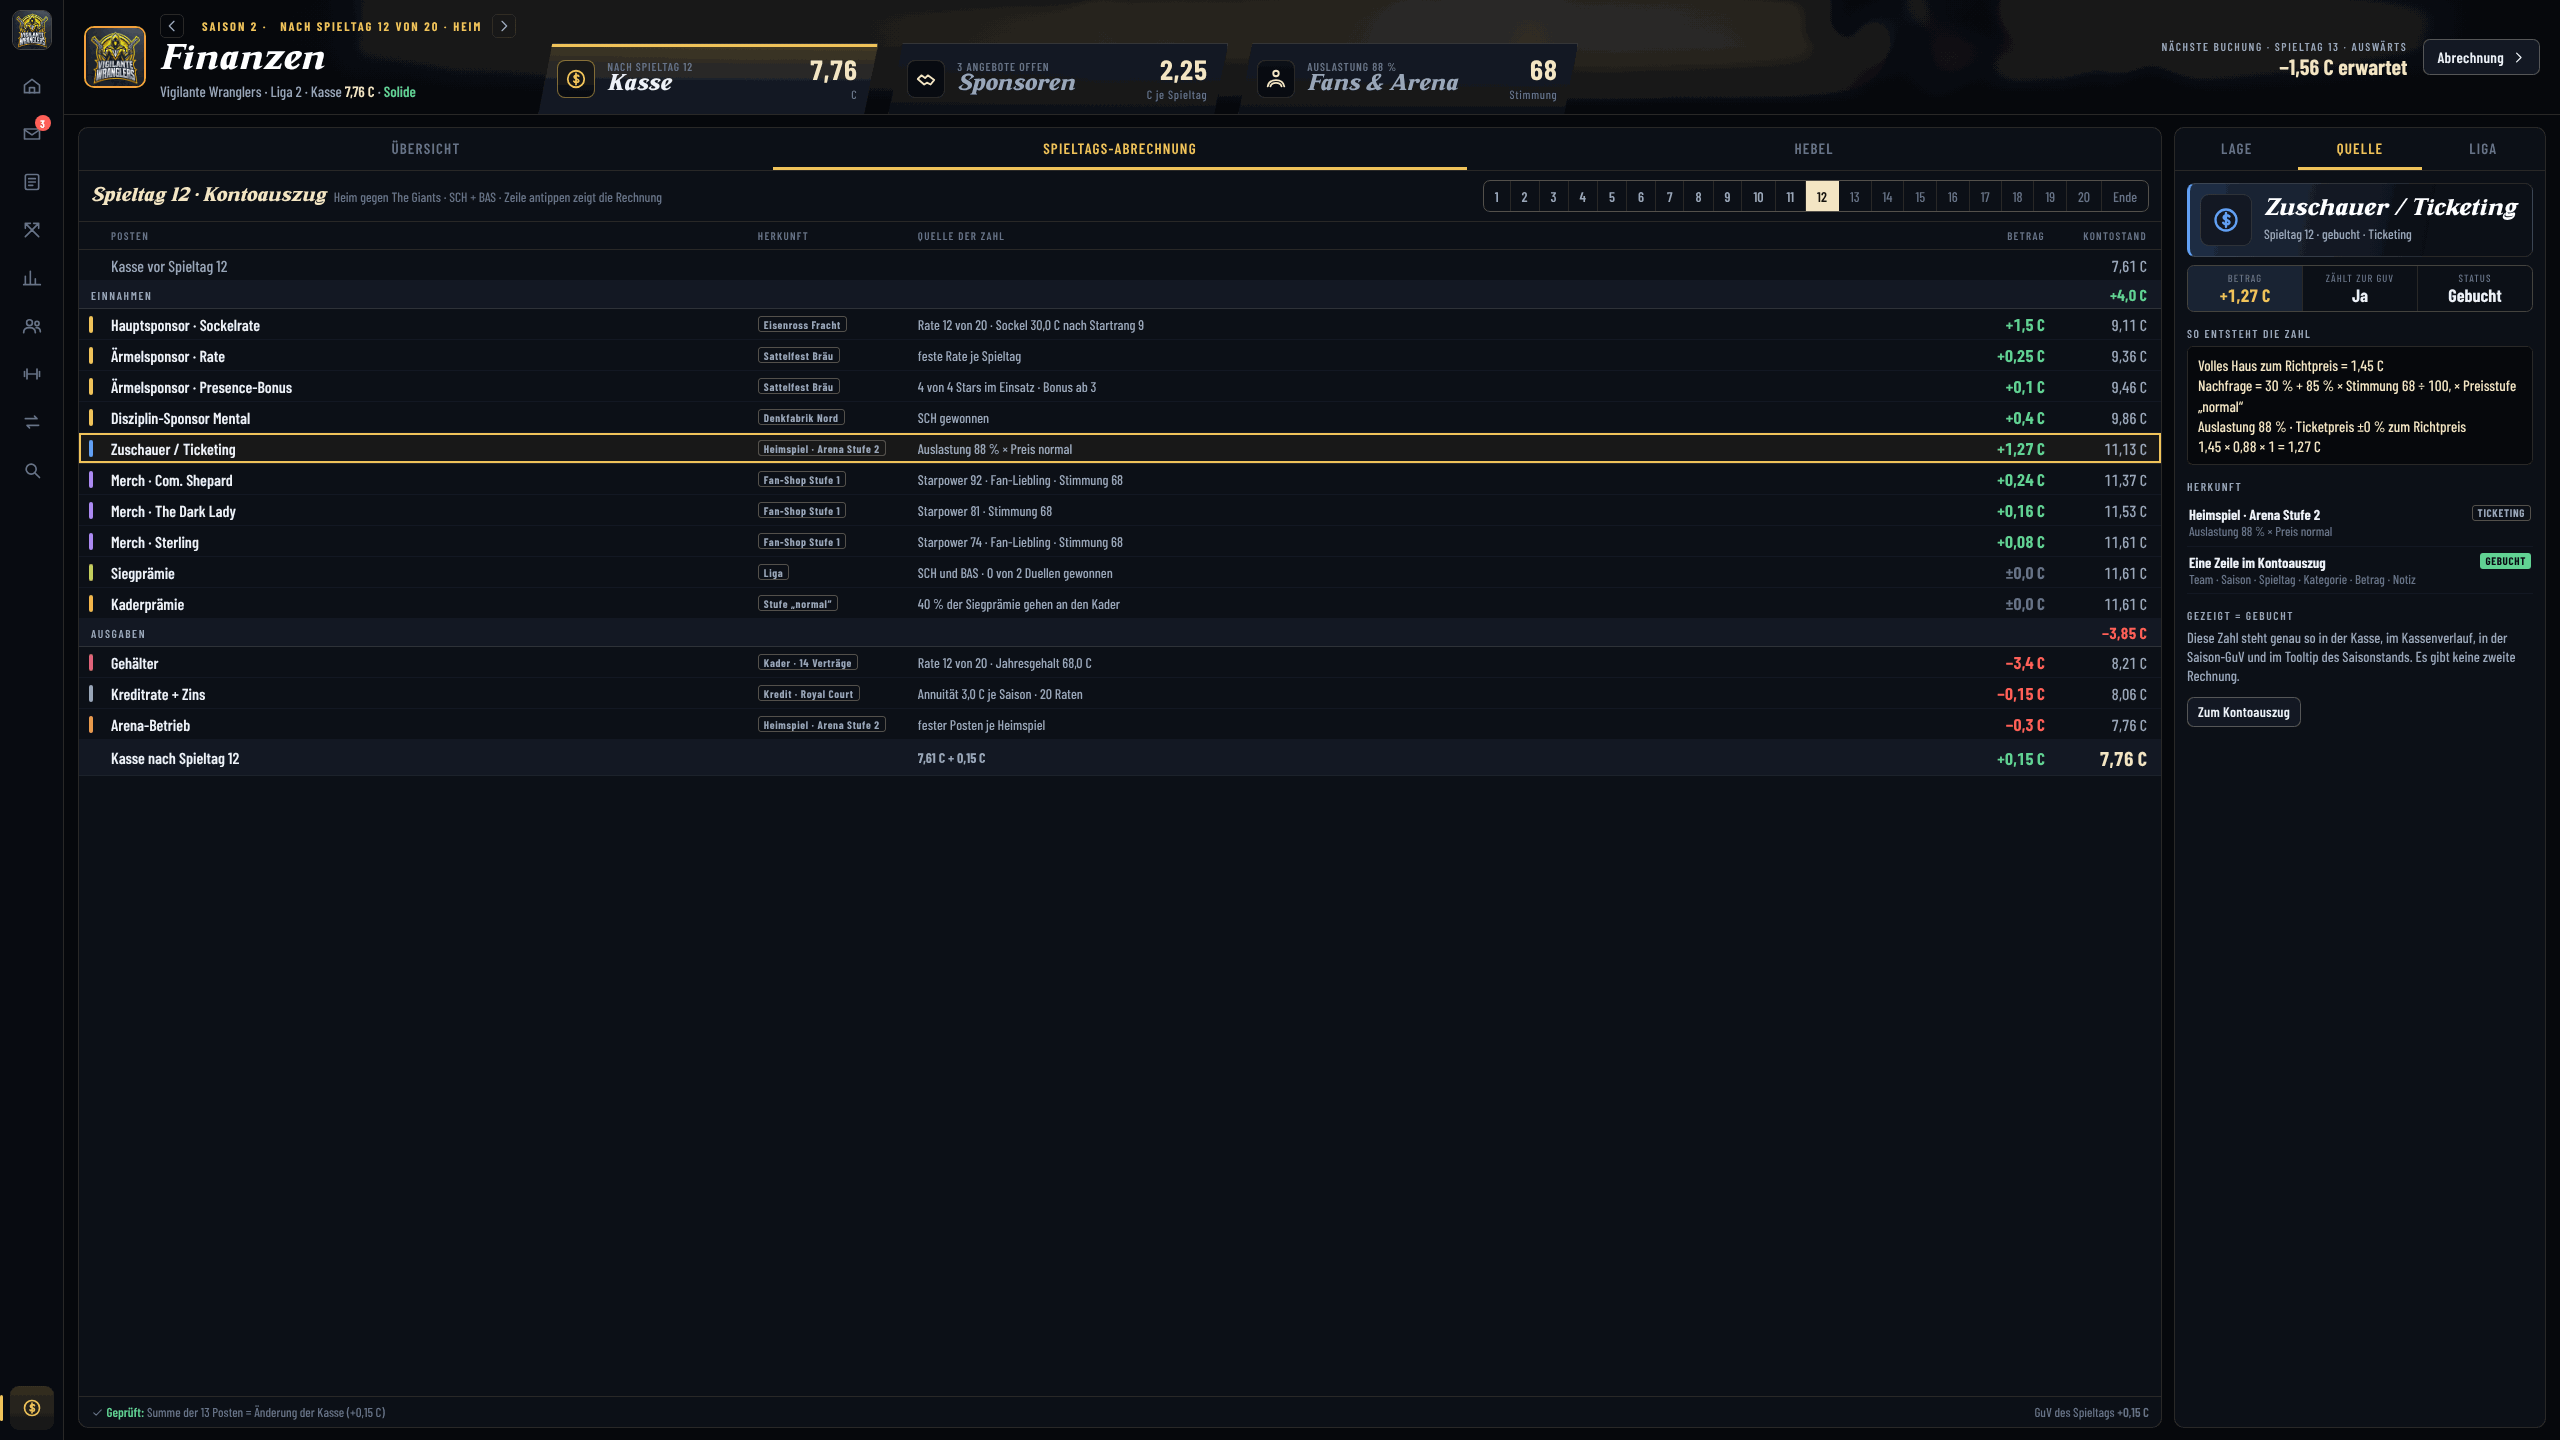 VIGILANTE WRANGLERS
SAISON 2 · NACH SPIELTAG 12 VON 20 · HEIM
Finanzen
Vigilante Wranglers · Liga 2 · Kasse 7,76 C · Solide
NACH SPIELTAG 12
Kasse
7,76
C
3 ANGEBOTE OFFEN
Sponsoren
2,25
C je Spieltag
AUSLASTUNG 88 %
Fans & Arena
68
Stimmung
NÄCHSTE BUCHUNG · SPIELTAG 13 · AUSWÄRTS
−1,56 C erwartet
Abrechnung
3
ÜBERSICHT
SPIELTAGS-ABRECHNUNG
HEBEL
Spieltag 12 · Kontoauszug Heim gegen The Giants · SCH + BAS · Zeile antippen zeigt die Rechnung
1 2 3 4 5 6 7 8 9 10 11 12 13 14 15 16 17 18 19 20 Ende
POSTEN HERKUNFT QUELLE DER ZAHL BETRAG KONTOSTAND
Kasse vor Spieltag 12 7,61 C
EINNAHMEN +4,0 C
Hauptsponsor · Sockelrate Eisenross Fracht Rate 12 von 20 · Sockel 30,0 C nach Startrang 9 +1,5 C 9,11 C
Ärmelsponsor · Rate Sattelfest Bräu feste Rate je Spieltag +0,25 C 9,36 C
Ärmelsponsor · Presence-Bonus Sattelfest Bräu 4 von 4 Stars im Einsatz · Bonus ab 3 +0,1 C 9,46 C
Disziplin-Sponsor Mental Denkfabrik Nord SCH gewonnen +0,4 C 9,86 C
Zuschauer / Ticketing Heimspiel · Arena Stufe 2 Auslastung 88 % × Preis normal +1,27 C 11,13 C
Merch · Com. Shepard Fan-Shop Stufe 1 Starpower 92 · Fan-Liebling · Stimmung 68 +0,24 C 11,37 C
Merch · The Dark Lady Fan-Shop Stufe 1 Starpower 81 · Stimmung 68 +0,16 C 11,53 C
Merch · Sterling Fan-Shop Stufe 1 Starpower 74 · Fan-Liebling · Stimmung 68 +0,08 C 11,61 C
Siegprämie Liga SCH und BAS · 0 von 2 Duellen gewonnen ±0,0 C 11,61 C
Kaderprämie Stufe „normal“ 40 % der Siegprämie gehen an den Kader ±0,0 C 11,61 C
AUSGABEN −3,85 C
Gehälter Kader · 14 Verträge Rate 12 von 20 · Jahresgehalt 68,0 C −3,4 C 8,21 C
Kreditrate + Zins Kredit · Royal Court Annuität 3,0 C je Saison · 20 Raten −0,15 C 8,06 C
Arena-Betrieb Heimspiel · Arena Stufe 2 fester Posten je Heimspiel −0,3 C 7,76 C
Kasse nach Spieltag 12 7,61 C + 0,15 C +0,15 C 7,76 C
✓ Geprüft: Summe der 13 Posten = Änderung der Kasse (+0,15 C)
GuV des Spieltags +0,15 C
LAGE
QUELLE
LIGA
Zuschauer / Ticketing
Spieltag 12 · gebucht · Ticketing
BETRAG
+1,27 C
ZÄHLT ZUR GUV
Ja
STATUS
Gebucht
SO ENTSTEHT DIE ZAHL
Volles Haus zum Richtpreis = 1,45 C
Nachfrage = 30 % + 85 % × Stimmung 68 ÷ 100, × Preisstufe
„normal“
Auslastung 88 % · Ticketpreis ±0 % zum Richtpreis
1,45 × 0,88 × 1 = 1,27 C
HERKUNFT
Heimspiel · Arena Stufe 2 TICKETING
Auslastung 88 % × Preis normal
Eine Zeile im Kontoauszug GEBUCHT
Team · Saison · Spieltag · Kategorie · Betrag · Notiz
GEZEIGT = GEBUCHT
Diese Zahl steht genau so in der Kasse, im Kassenverlauf, in der
Saison-GuV und im Tooltip des Saisonstands. Es gibt keine zweite
Rechnung.
Zum Kontoauszug